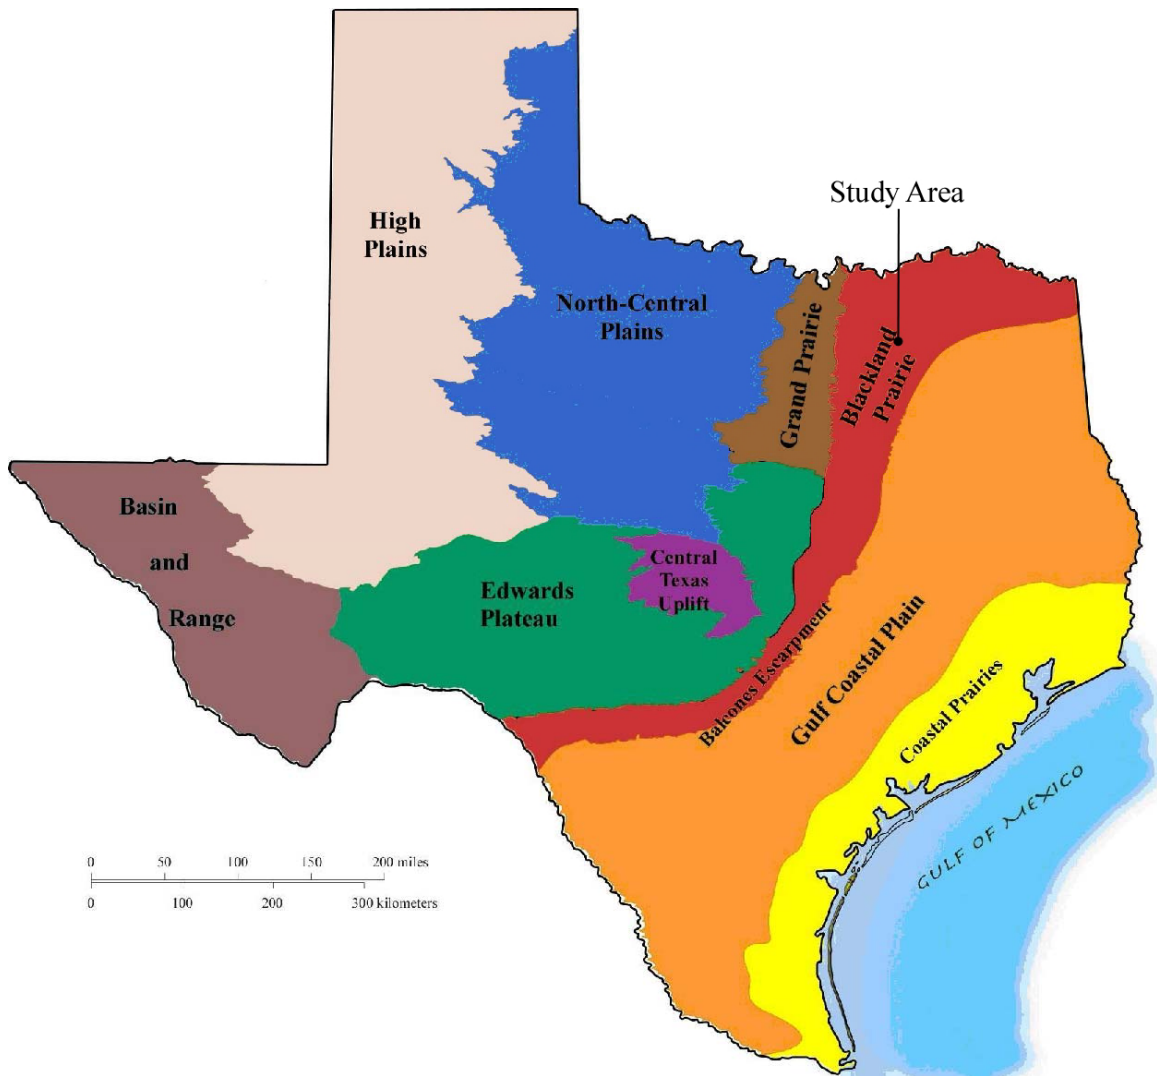 Study Area
High
Plains
North-Central
Plains
Grand Prairie
Blackland
Prairie
Basin
and
Range
Central
Texas
Uplift
Edwards
Plateau
Balcones Escarpment
Gulf Coastal Plain
Coastal Prairies
GULF OF MEXICO
0 50 100 150 200 miles
0 100 200 300 kilometers